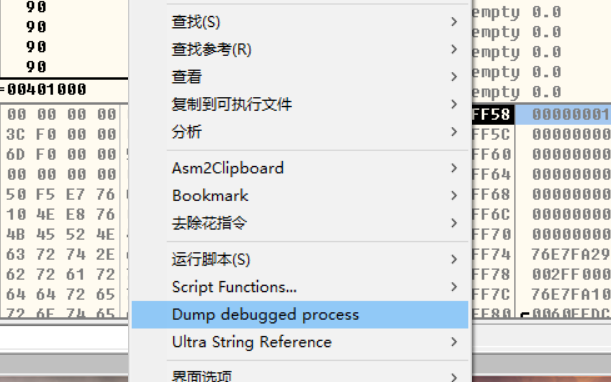 90
90
90
90
=00401000
00 00 00 00
3C F0 00 00
6D F0 00 00
00 00 00 00
50 F5 E7 76
10 4E E8 76
4B 45 52 4E
63 72 74 2E
62 72 61 72
64 64 72 65
72 6E 74 65
查找(S)
查找参考(R)
查看
复制到可执行文件
分析
Asm2Clipboard
Bookmark
去除花指令
运行脚本(S)
Script Functions...
Dump debugged process
Ultra String Reference
界面选项
empty 0.0
empty 0.0
empty 0.0
empty 0.0
empty 0.0
FF58 00000001
FF5C 00000000
FF60 00000000
FF64 00000000
FF68 00000000
FF6C 00000000
FF70 00000000
FF74 76E7FA29
FF78 002FF000
FF7C 76E7FA10
FF80 0060FFDC